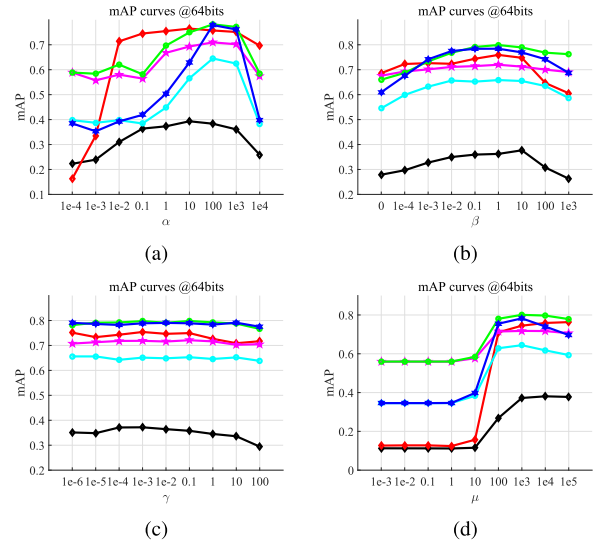 mAP curves @64bits
mAP
0.7
0.6
0.5
0.4
0.3
0.2
0.1
1e-4 1e-3 1e-2 0.1 1 10 100 1e3 1e4
α
(a)
mAP curves @64bits
mAP
0.8
0.7
0.6
0.5
0.4
0.3
0.2
0 1e-4 1e-3 1e-2 0.1 1 10 100 1e3
β
(b)
mAP curves @64bits
mAP
0.8
0.7
0.6
0.5
0.4
0.3
0.2
1e-6 1e-5 1e-4 1e-3 1e-2 0.1 1 10 100
γ
(c)
mAP curves @64bits
mAP
0.8
0.6
0.4
0.2
0
1e-3 1e-2 0.1 1 10 100 1e3 1e4 1e5
μ
(d)